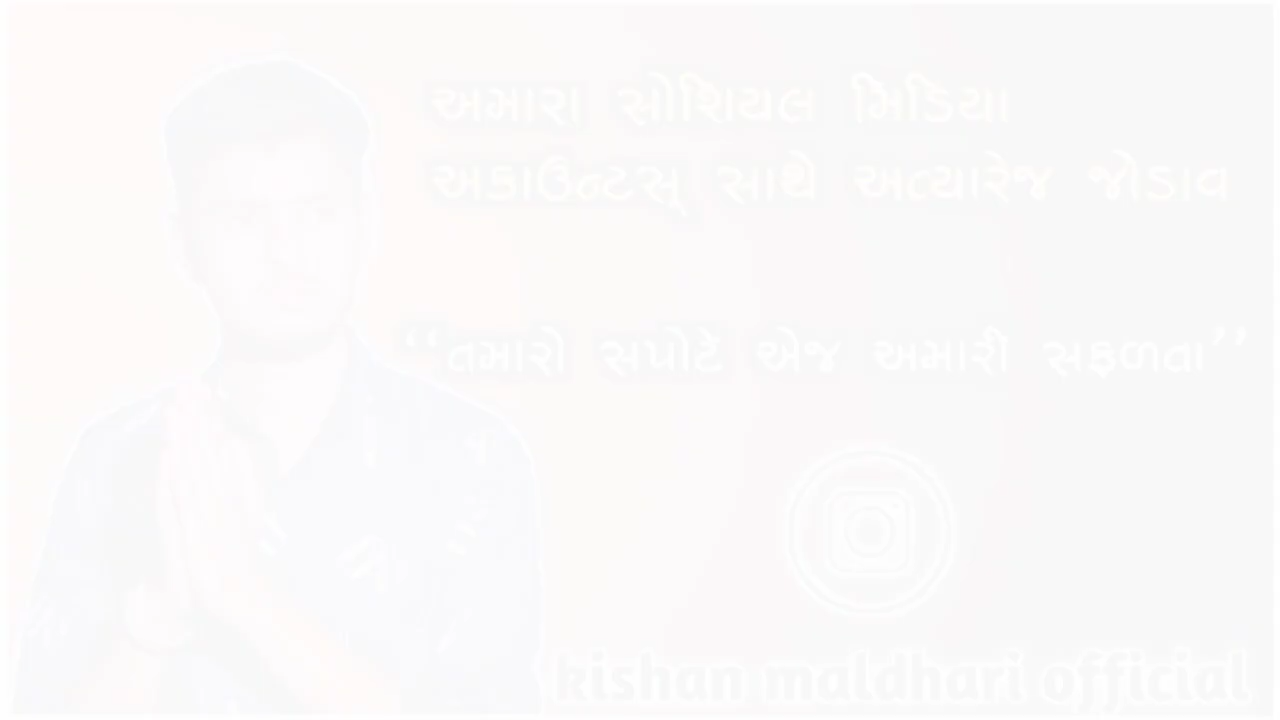 અમારા સોશિયલ મિડિયા
અકાઉન્ટસ્ સાથે અત્યારેજ જોડાવ
‘‘તમારો સપોર્ટ એજ અમારી સફળતા’’
kishan maldhari official